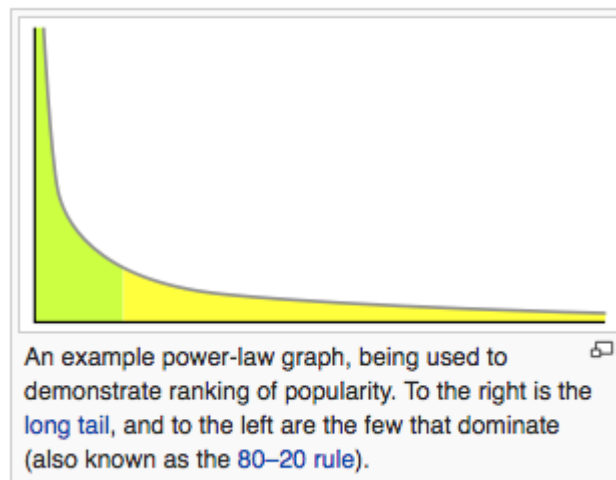 An example power-law graph, being used to
demonstrate ranking of popularity. To the right is the
long tail, and to the left are the few that dominate
(also known as the 80–20 rule).